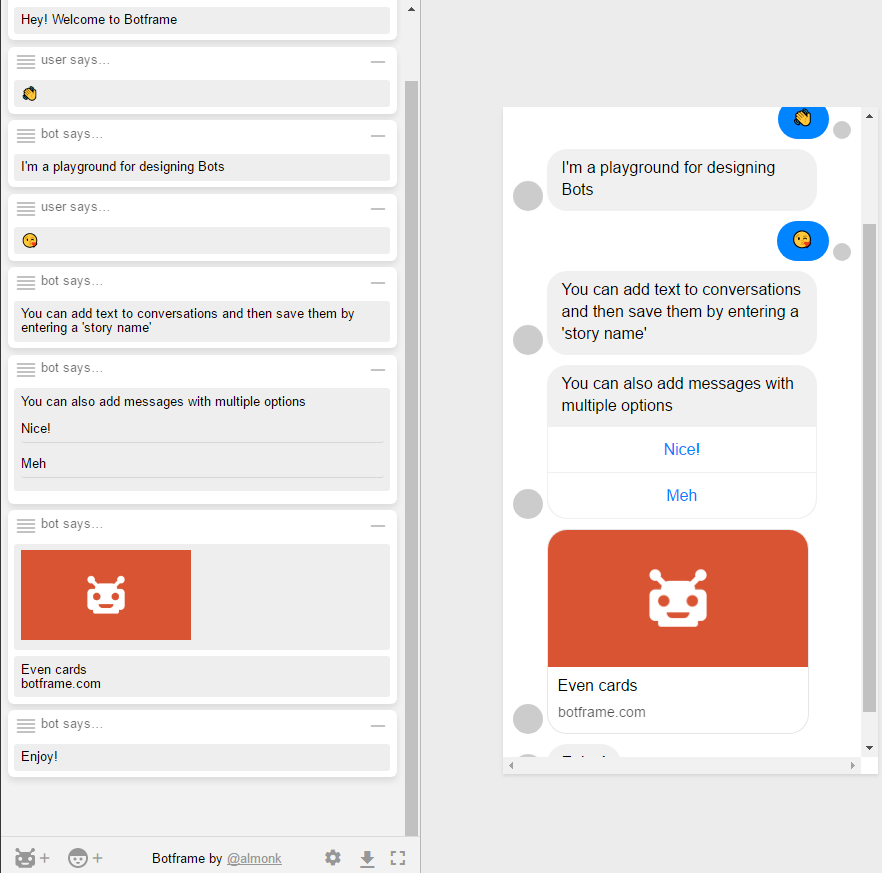 Hey! Welcome to Botframe
user says...
👏
bot says...
I'm a playground for designing Bots
user says...
😘
bot says...
You can add text to conversations and then save them by
entering a 'story name'
bot says...
You can also add messages with multiple options
Nice!
Meh
bot says...
Even cards
botframe.com
bot says...
Enjoy!
Botframe by @almonk
👏
I'm a playground for designing
Bots
😘
You can add text to conversations
and then save them by entering a
'story name'
You can also add messages with
multiple options
Nice!
Meh
Even cards
botframe.com